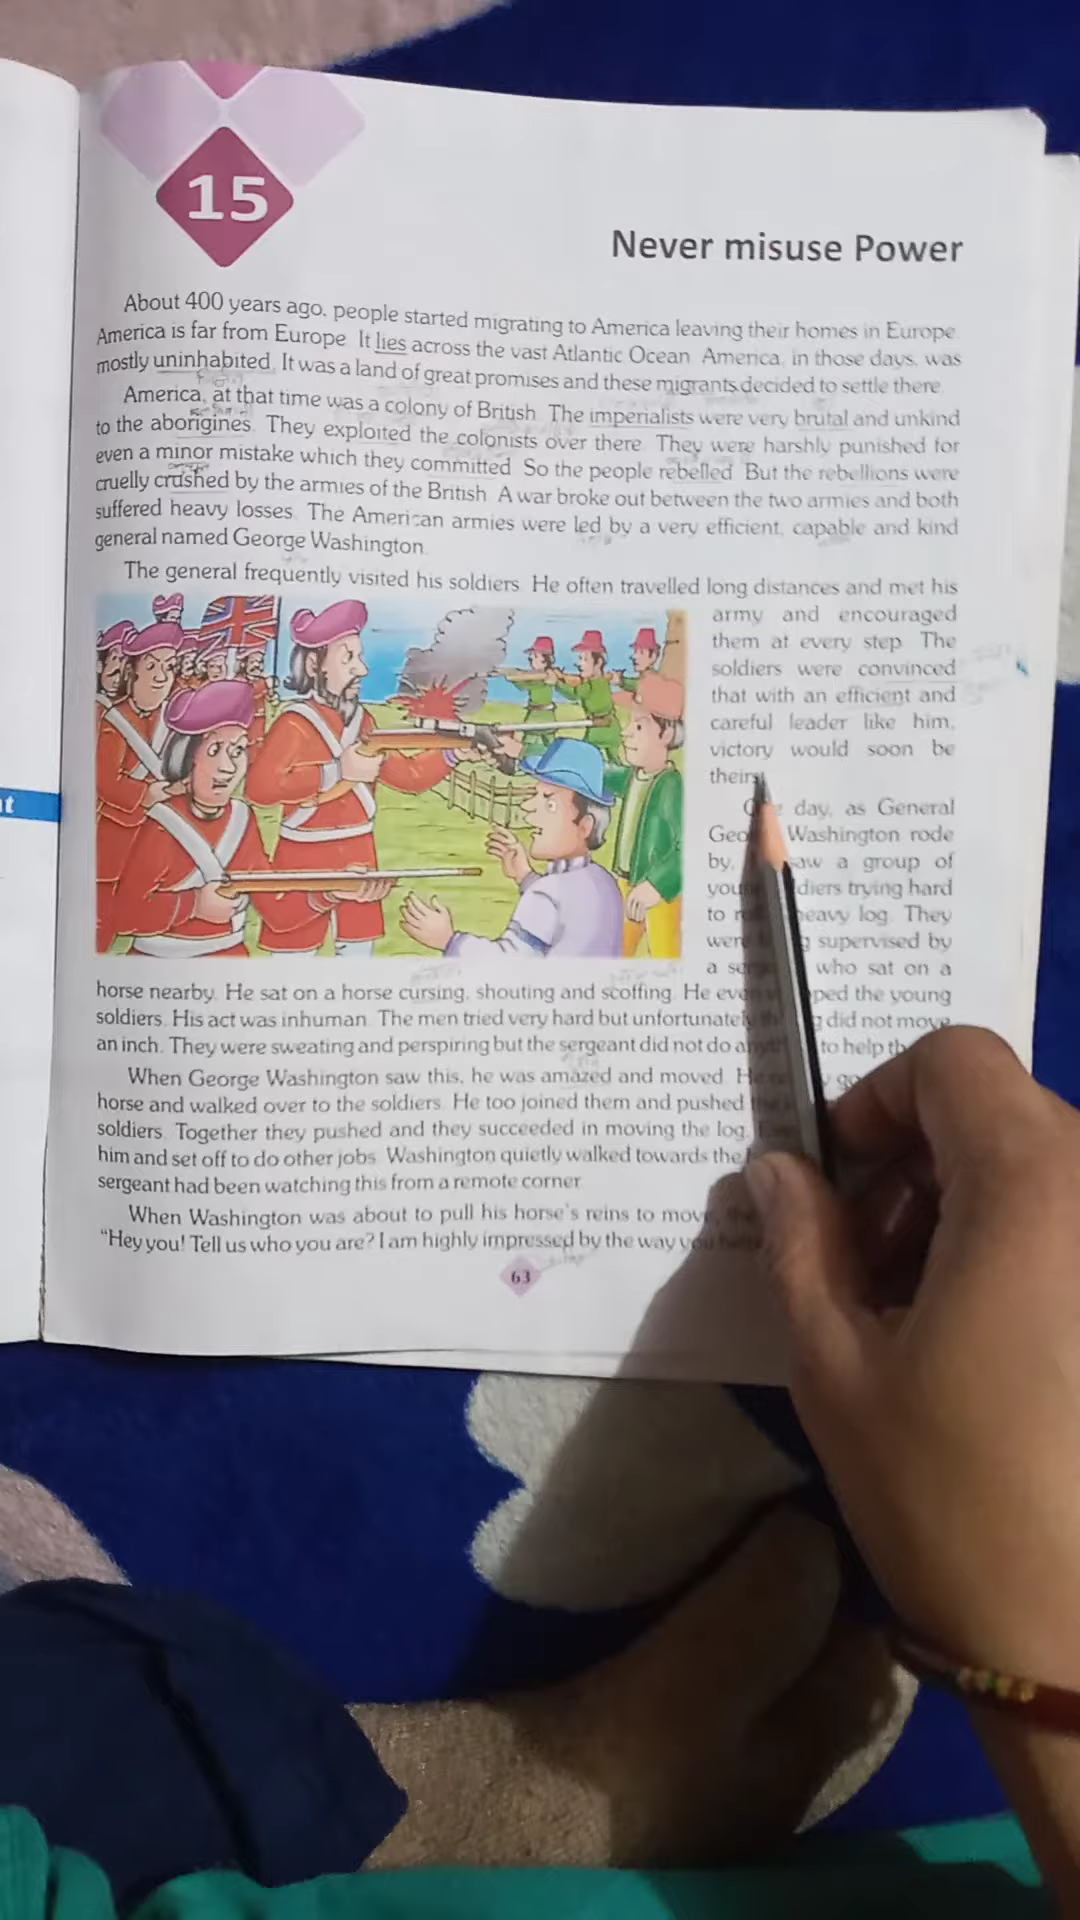 15
Never misuse Power
About 400 years ago, people started migrating to America leaving their homes in Europe.
America is far from Europe. It lies across the vast Atlantic Ocean. America, in those days, was
mostly uninhabited. It was a land of great promises and these migrants decided to settle there.
America, at that time was a colony of British. The imperialists were very brutal and unkind
to the aborigines. They exploited the colonists over there. They were harshly punished for
even a minor mistake which they committed. So the people rebelled. But the rebellions were
cruelly crushed by the armies of the British. A war broke out between the two armies and both
suffered heavy losses. The American armies were led by a very efficient, capable and kind
general named George Washington.
The general frequently visited his soldiers. He often travelled long distances and met his
army and encouraged
them at every step. The
soldiers were convinced
that with an efficient and
careful leader like him,
victory would soon be
theirs.
day, as General
Washington rode
by, a group of
trying hard
to heavy log. They
were supervised by
a who sat on a
horse nearby. He sat on a horse cursing, shouting and scoffing. He even the young
soldiers. His act was inhuman. The men tried very hard but unfortunately did not move
an inch. They were sweating and perspiring but the sergeant did not do to help
When George Washington saw this, he was amazed and moved.
horse and walked over to the soldiers. He too joined them and pushed
soldiers. Together they pushed and they succeeded in moving the log.
him and set off to do other jobs. Washington quietly walked towards the
sergeant had been watching this from a remote corner.
When Washington was about to pull his horse's reins to move,
"Hey you! Tell us who you are? I am highly impressed by the way you
63